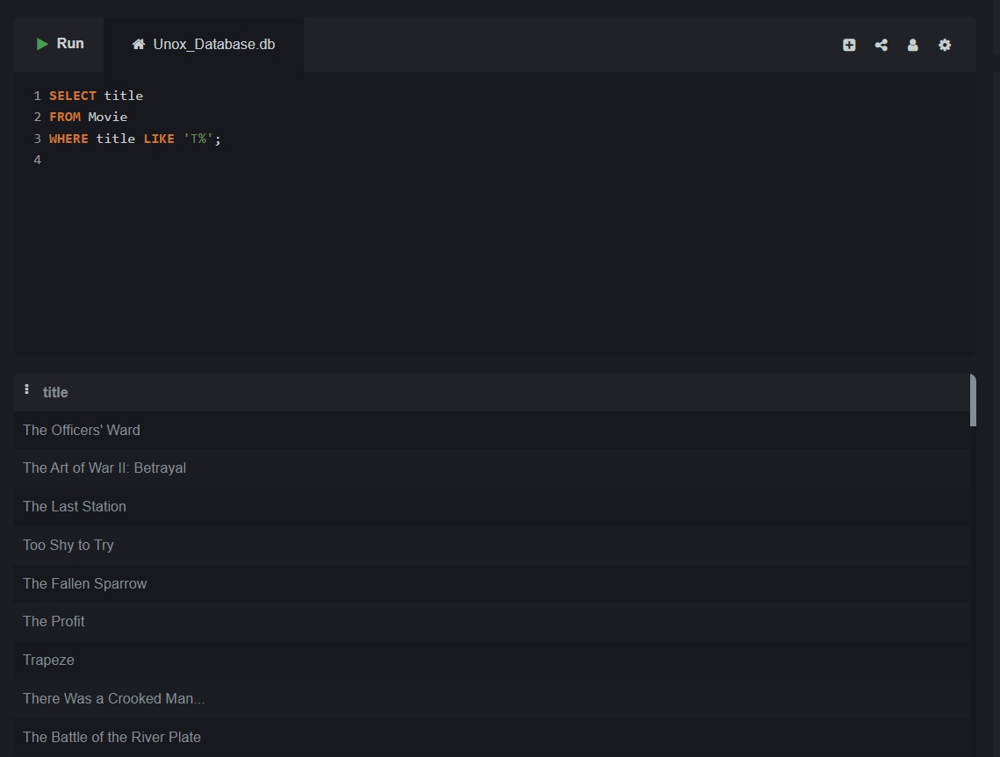 Run
Unox_Database.db
1 SELECT title
2 FROM Movie
3 WHERE title LIKE 'T%';
4
title
The Officers' Ward
The Art of War II: Betrayal
The Last Station
Too Shy to Try
The Fallen Sparrow
The Profit
Trapeze
There Was a Crooked Man...
The Battle of the River Plate